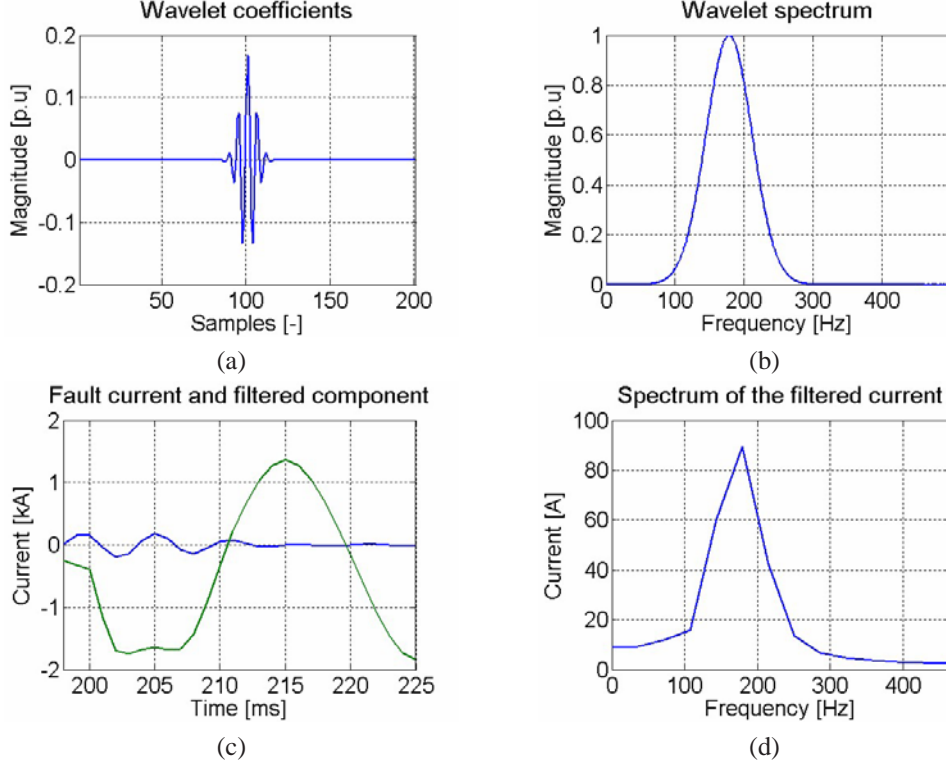 Wavelet coefficients
Magnitude [p.u]
0.2
0.1
0
-0.1
-0.2
50
100
150
200
Samples [-]
(a)
Wavelet spectrum
Magnitude [p.u]
1
0.8
0.6
0.4
0.2
0
0
100
200
300
400
Frequency [Hz]
(b)
Fault current and filtered component
Current [kA]
2
1
0
-1
-2
200
205
210
215
220
225
Time [ms]
(c)
Spectrum of the filtered current
Current [A]
100
80
60
40
20
0
0
100
200
300
400
Frequency [Hz]
(d)